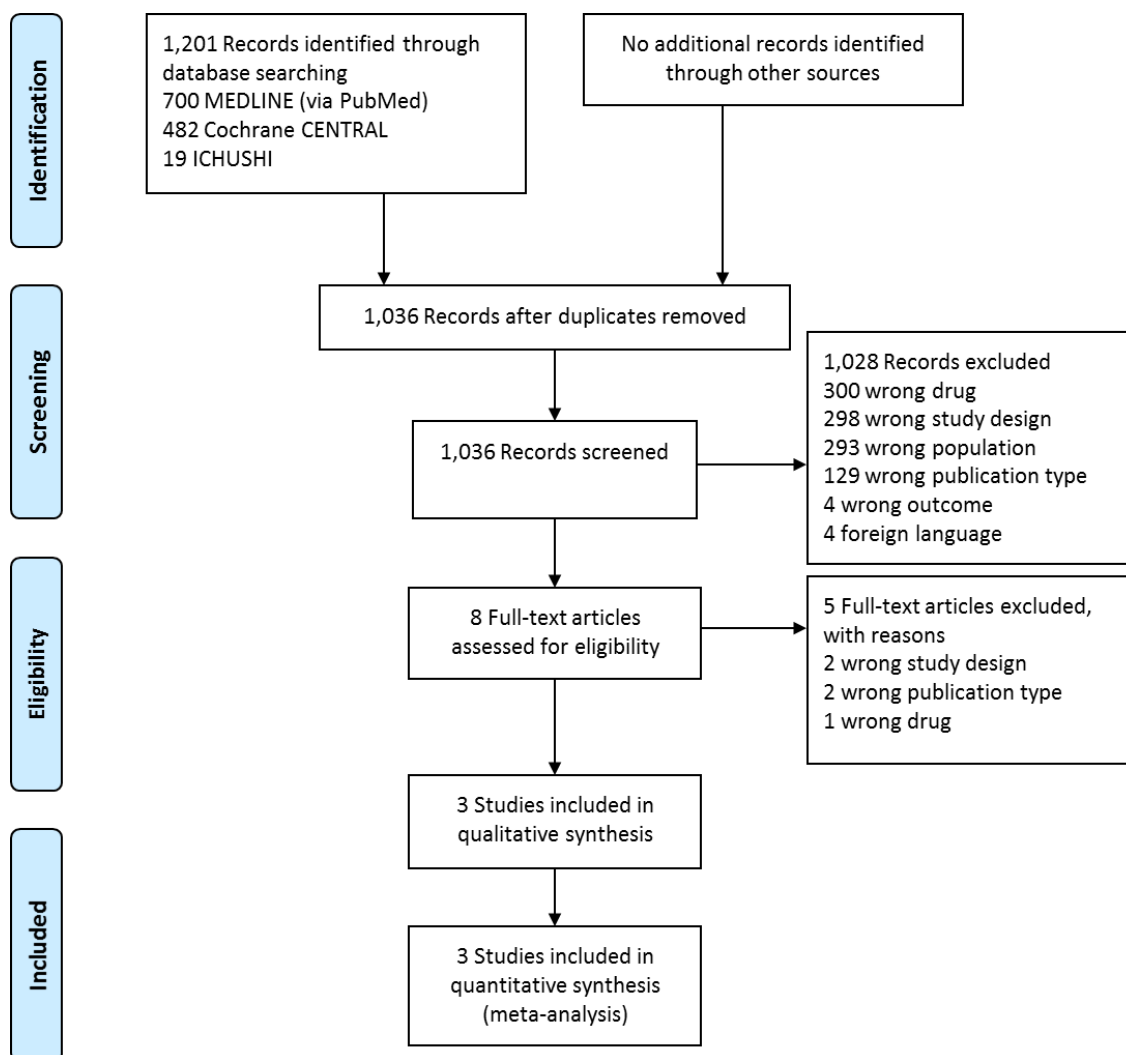 Identification
1,201 Records identified through
database searching
700 MEDLINE (via PubMed)
482 Cochrane CENTRAL
19 ICHUSHI
No additional records identified
through other sources
1,036 Records after duplicates removed
Screening
1,036 Records screened
1,028 Records excluded
300 wrong drug
298 wrong study design
293 wrong population
129 wrong publication type
4 wrong outcome
4 foreign language
Eligibility
8 Full-text articles
assessed for eligibility
5 Full-text articles excluded,
with reasons
2 wrong study design
2 wrong publication type
1 wrong drug
3 Studies included in
qualitative synthesis
Included
3 Studies included in
quantitative synthesis
(meta-analysis)